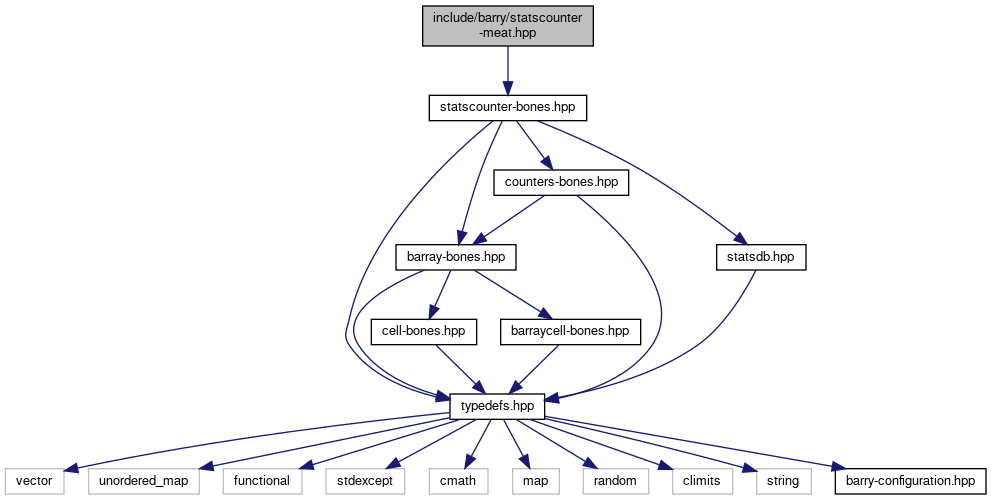 include/barry/statscounter
-meat.hpp
statscounter-bones.hpp
counters-bones.hpp
barray-bones.hpp
statsdb.hpp
cell-bones.hpp
barraycell-bones.hpp
typedefs.hpp
vector
unordered_map
functional
stdexcept
cmath
map
random
climits
string
barry-configuration.hpp